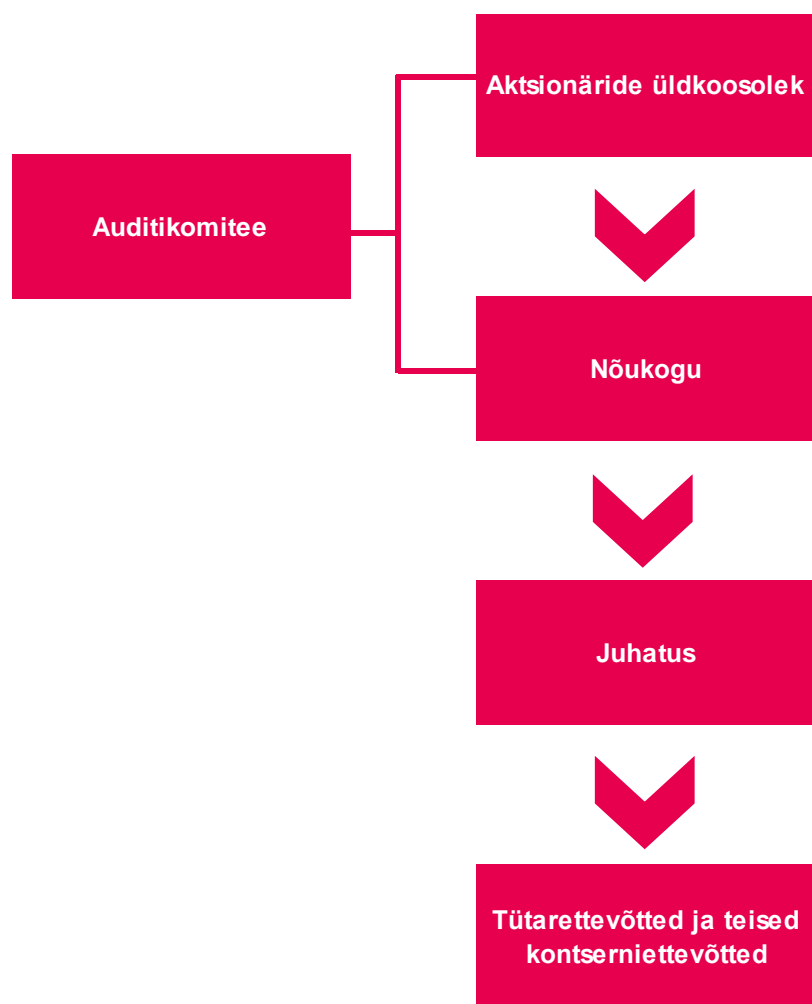 Aktsionäride üldkoosolek
Auditikomitee
Nõukogu
Juhatus
Tütarettevõtted ja teised
kontserniettevõtted